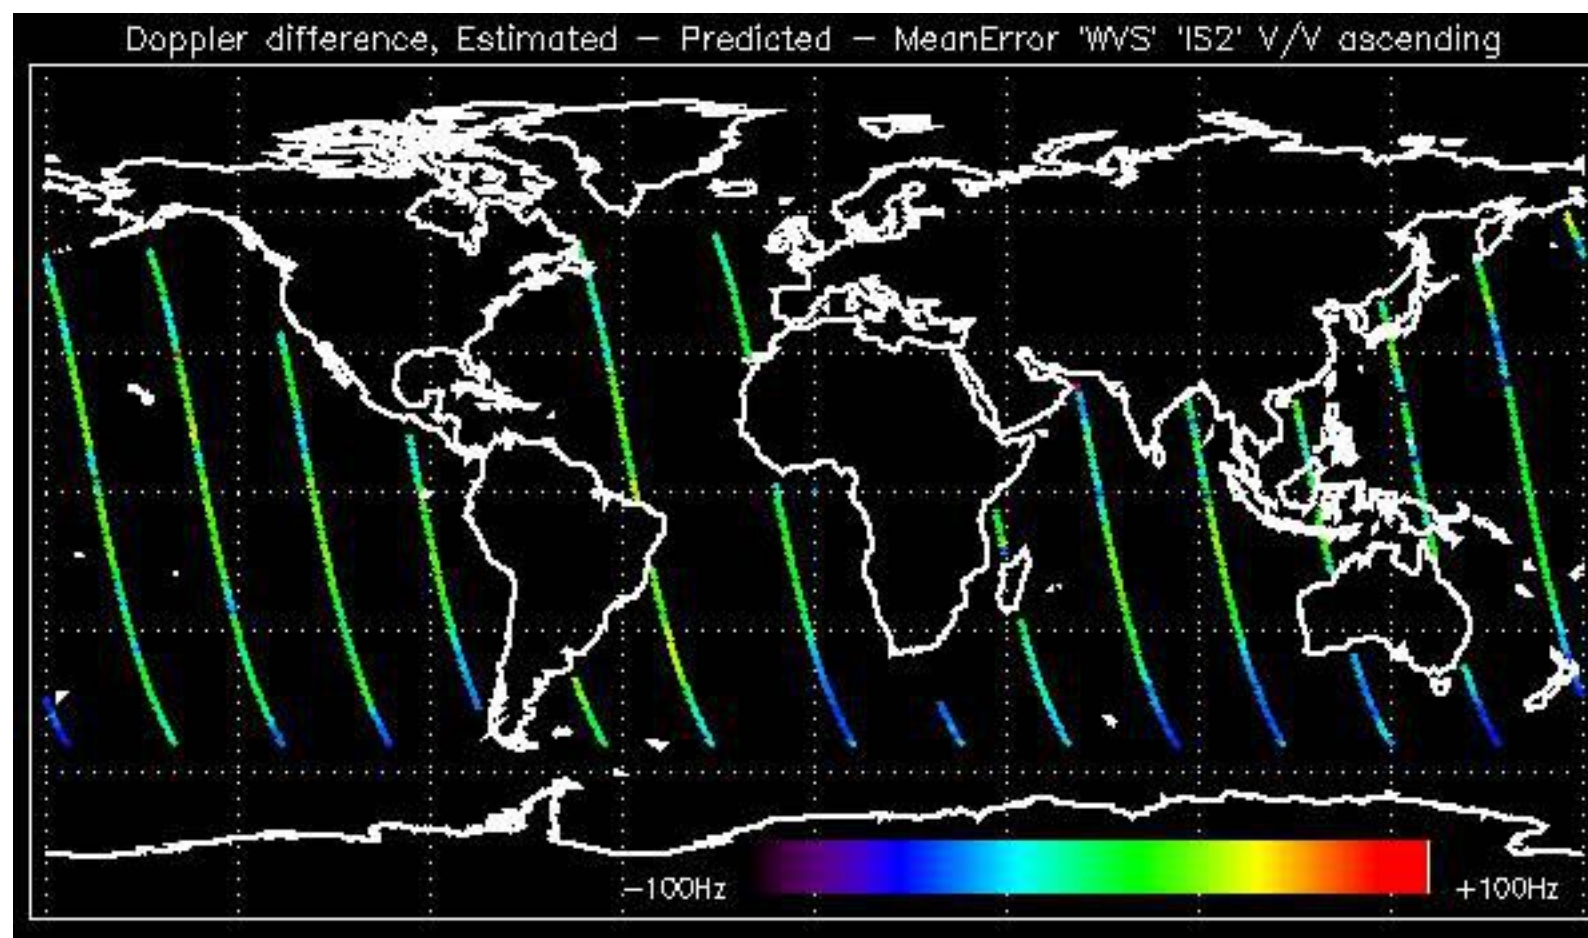 Doppler difference, Estimated – Predicted – MeanError 'WVS' 'IS2' V/V ascending
−100Hz +100Hz